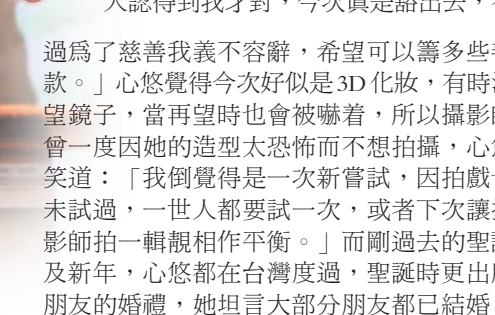 人認得到我才對，今次真是豁出去，
過為了慈善我義不容辭，希望可以籌多些
款。」心悠覺得今次好似是3D化妝，有時
望鏡子，當再望時也會被嚇着，所以攝影
曾一度因她的造型太恐怖而不想拍攝，心
笑道：「我倒覺得是一次新嘗試，因拍戲
未試過，一世人都要試一次，或者下次讓
影師拍一輯靚相作平衡。」而剛過去的聖
及新年，心悠都在台灣度過，聖誕時更出
朋友的婚禮，她坦言大部分朋友都已結婚